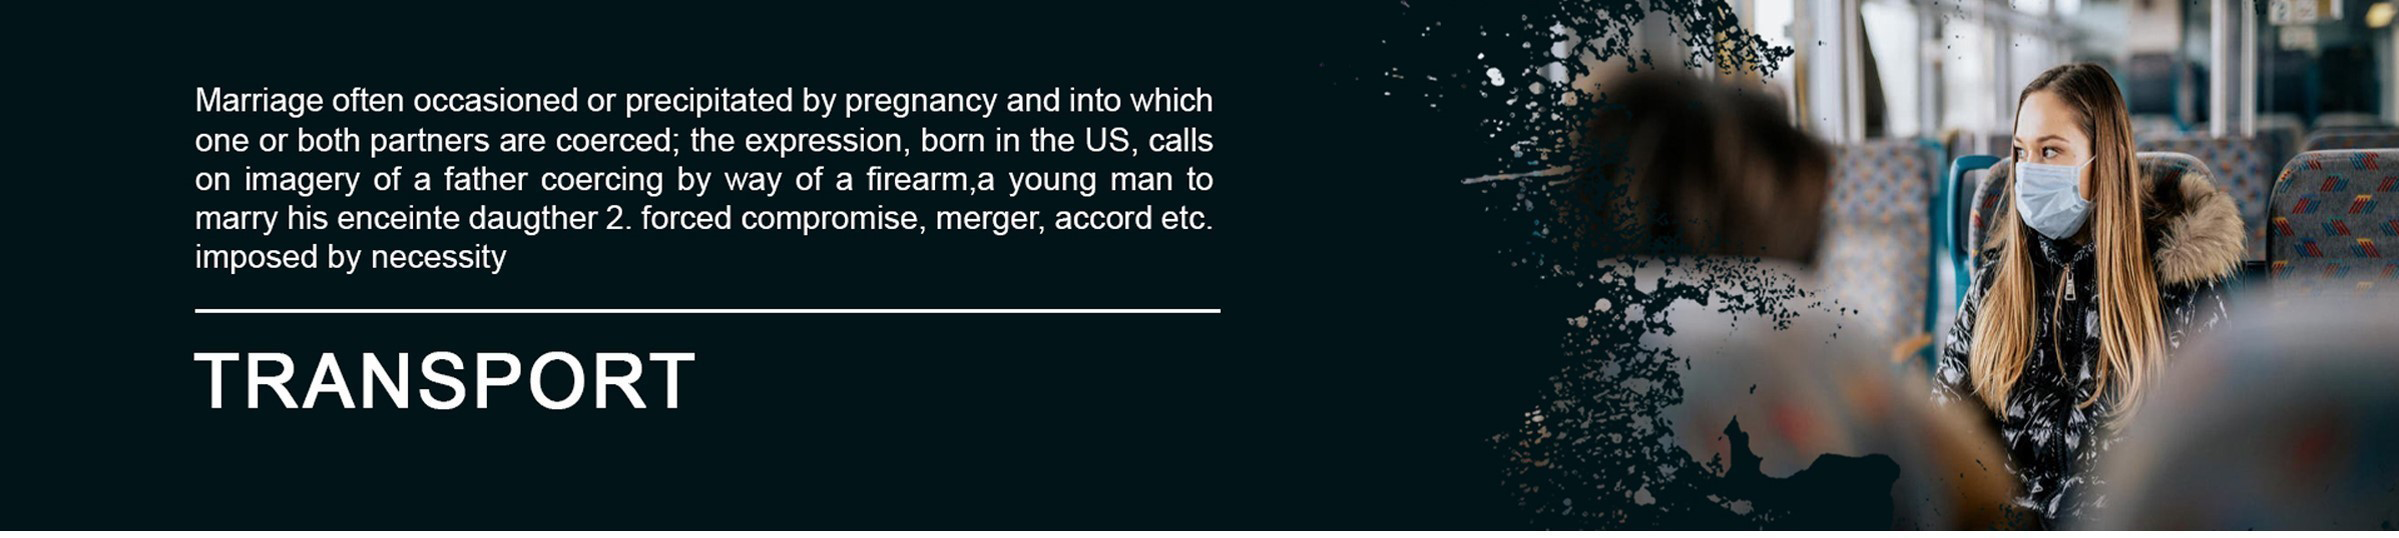 Marriage often occasioned or precipitated by pregnancy and into which
one or both partners are coerced; the expression, born in the US, calls
on imagery of a father coercing by way of a firearm,a young man to
marry his enceinte daugther 2. forced compromise, merger, accord etc.
imposed by necessity
TRANSPORT